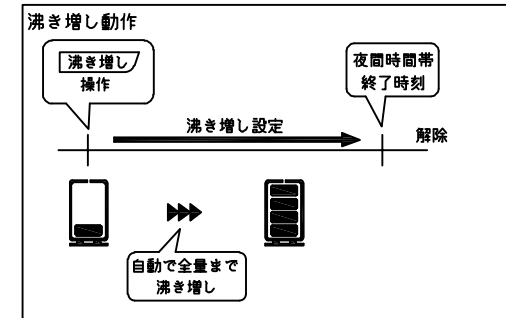 沸き増し動作
沸き増し
操作
夜間時間帯
終了時刻
沸き増し設定
解除
自動で全量まで
沸き増し